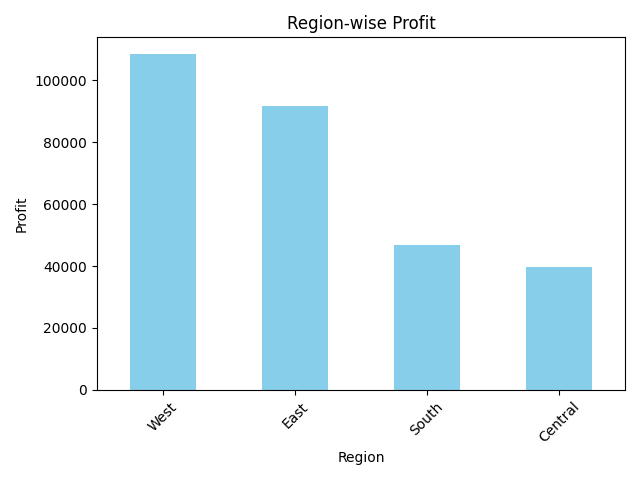 Region-wise Profit
Profit
100000
80000
60000
40000
20000
0
West
East
South
Central
Region